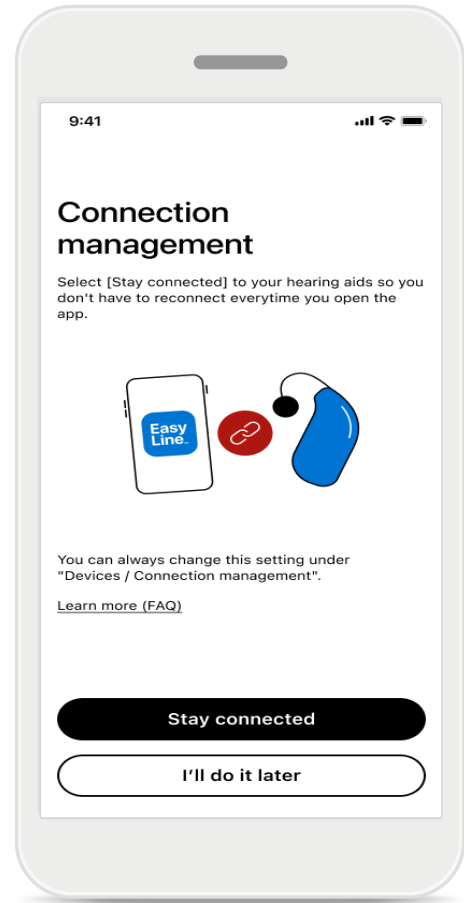 9:41
Connection
management
Select [Stay connected] to your hearing aids so you
don't have to reconnect everytime you open the
app.
Easy
Line
You can always change this setting under
"Devices / Connection management".
Learn more (FAQ)
Stay connected
I'll do it later